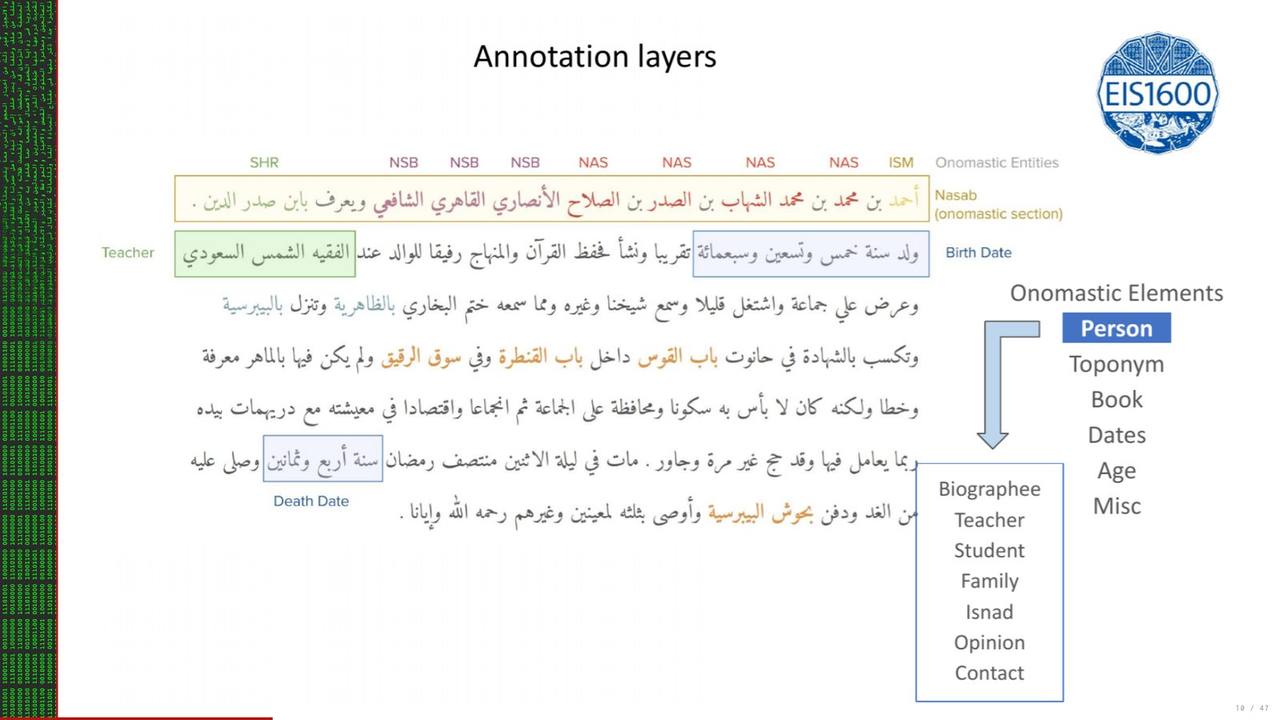 Annotation layers
EIS1600
SHR NSB NSB NSB NAS NAS NAS NAS ISM Onomastic Entities
أحمد بن محمد بن محمد الشهاب بن الصدر بن الصلاح الأنصاري القاهري الشافعي ويعرف بابن صدر الدين .
Nasab
(onomastic section)
ولد سنة خمس وتسعين وسبعمائة تقريبا ونشأ فحفظ القرآن والمنهاج رفيقا للوالد عند الفقيه الشمس السعودي
Teacher
Birth Date
وعرض علي جماعة واشتغل قليلا وسمع شيخنا وغيره ومما سمعه ختم البخاري بالظاهرية وتنزل بالبيبرسية
وتكسب بالشهادة في حانوت باب القوس داخل باب القنطرة وفي سوق الرقيق ولم يكن فيها بالماهر معرفة
وخطا ولكنه كان لا بأس به سكونا ومحافظة على الجماعة ثم انجماعا واقتصادا في معيشته مع دريهمات بيده
ربما يعامل فيها وقد حج غير مرة وجاور . مات في ليلة الاثنين منتصف رمضان سنة أربع وثمانين وصلى عليه
Death Date
من الغد ودفن بحوش البيبرسية وأوصى بثلثه لمعينين وغيرهم رحمه الله وإيانا .
Onomastic Elements
Person
Toponym
Book
Dates
Age
Misc
Biographee
Teacher
Student
Family
Isnad
Opinion
Contact
10 / 47